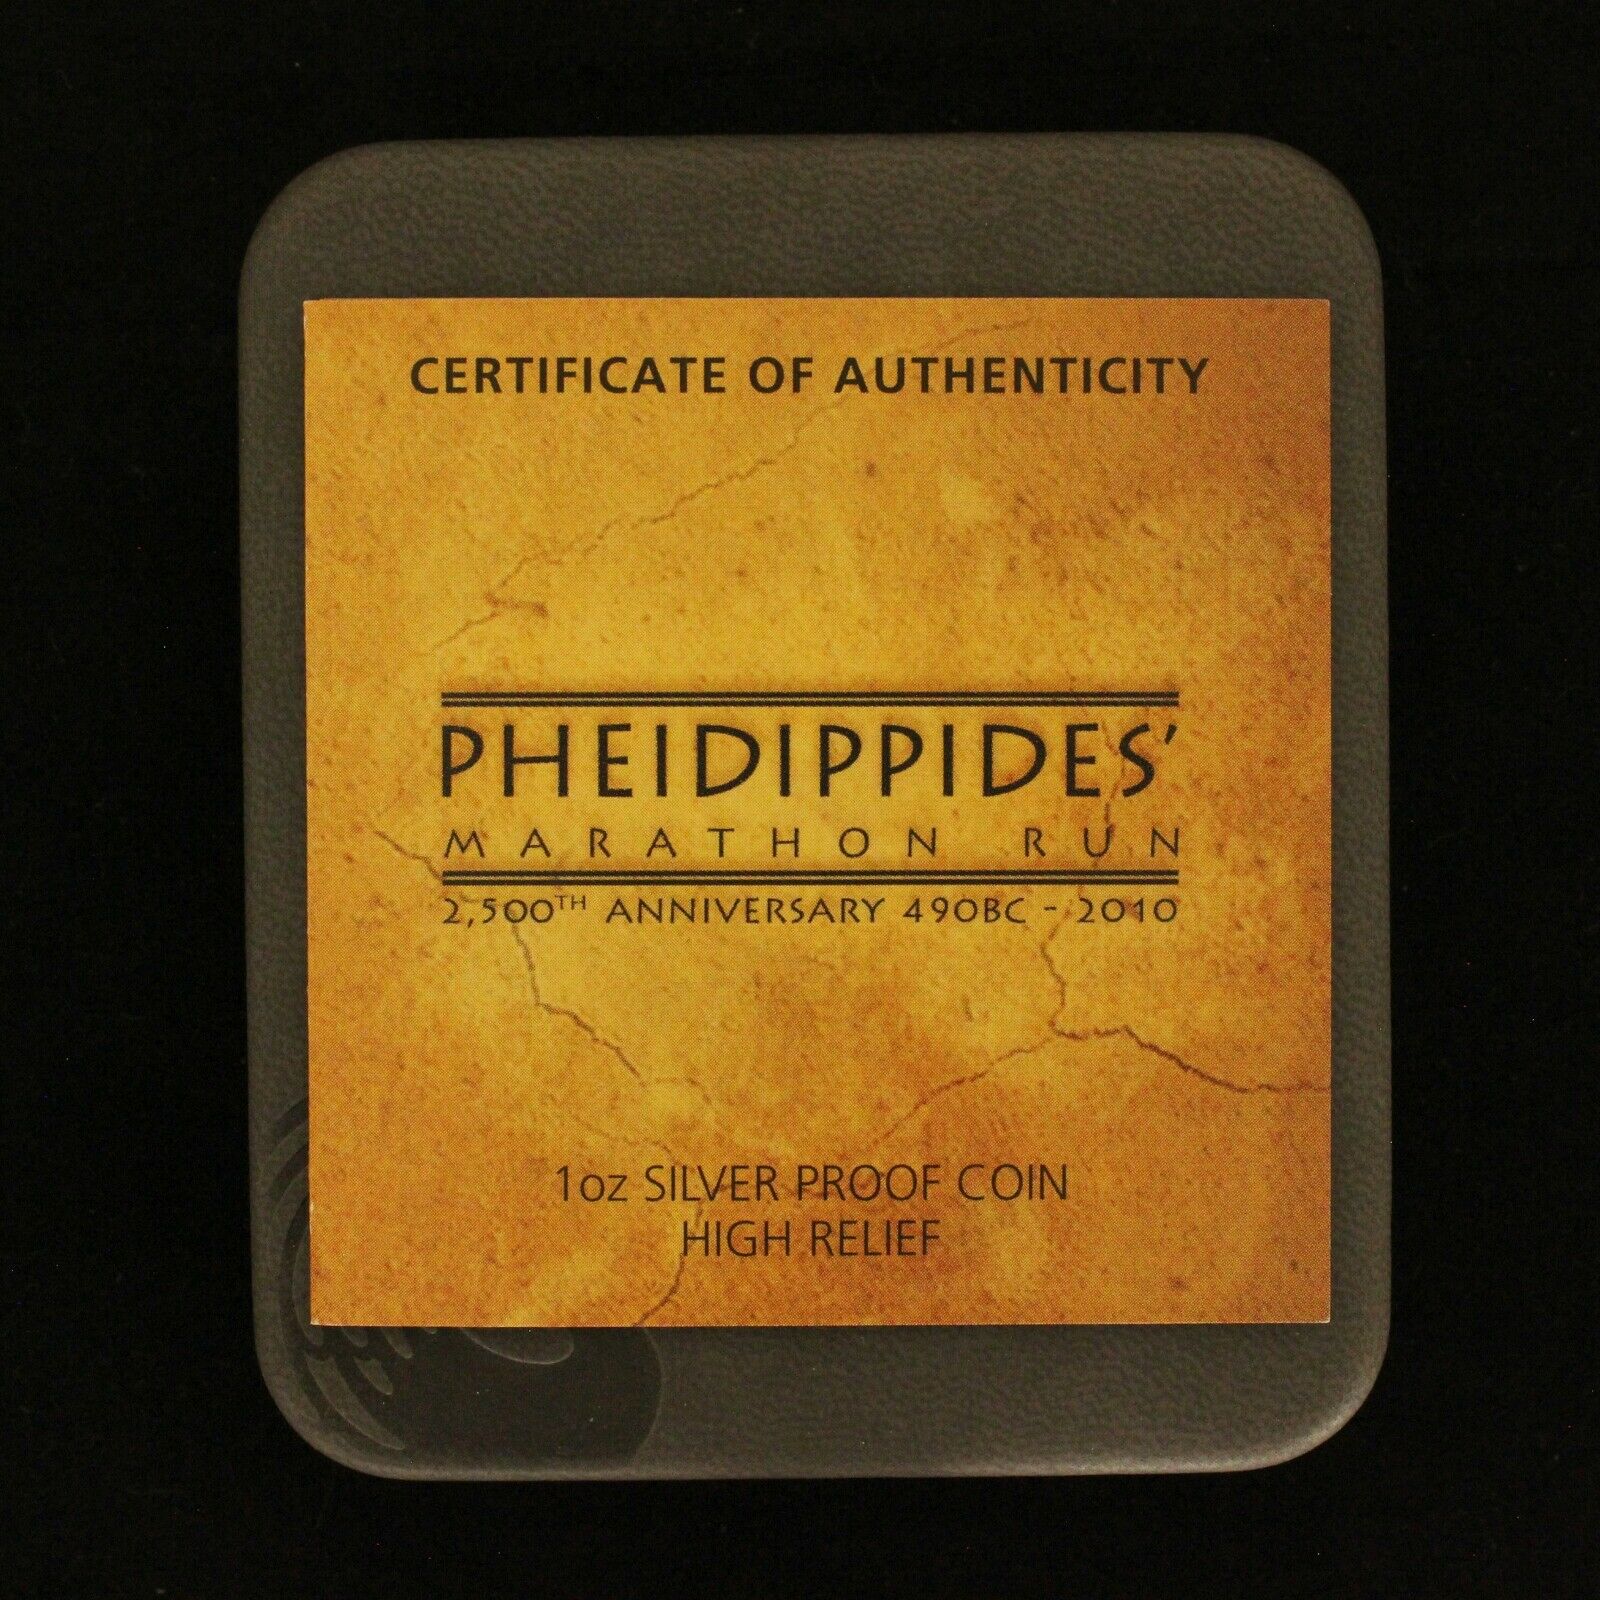 CERTIFICATE OF AUTHENTICITY
PHEIDIPPIDES’
MARATHON RUN
2,500TH ANNIVERSARY 490BC - 2010
1oz SILVER PROOF COIN
HIGH RELIEF